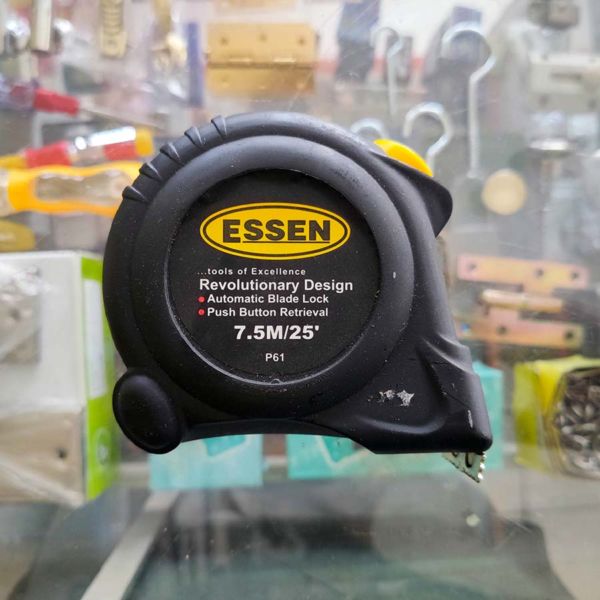 ESSEN
...tools of Excellence
Revolutionary Design
Automatic Blade Lock
Push Button Retrieval
7.5M/25'
P61